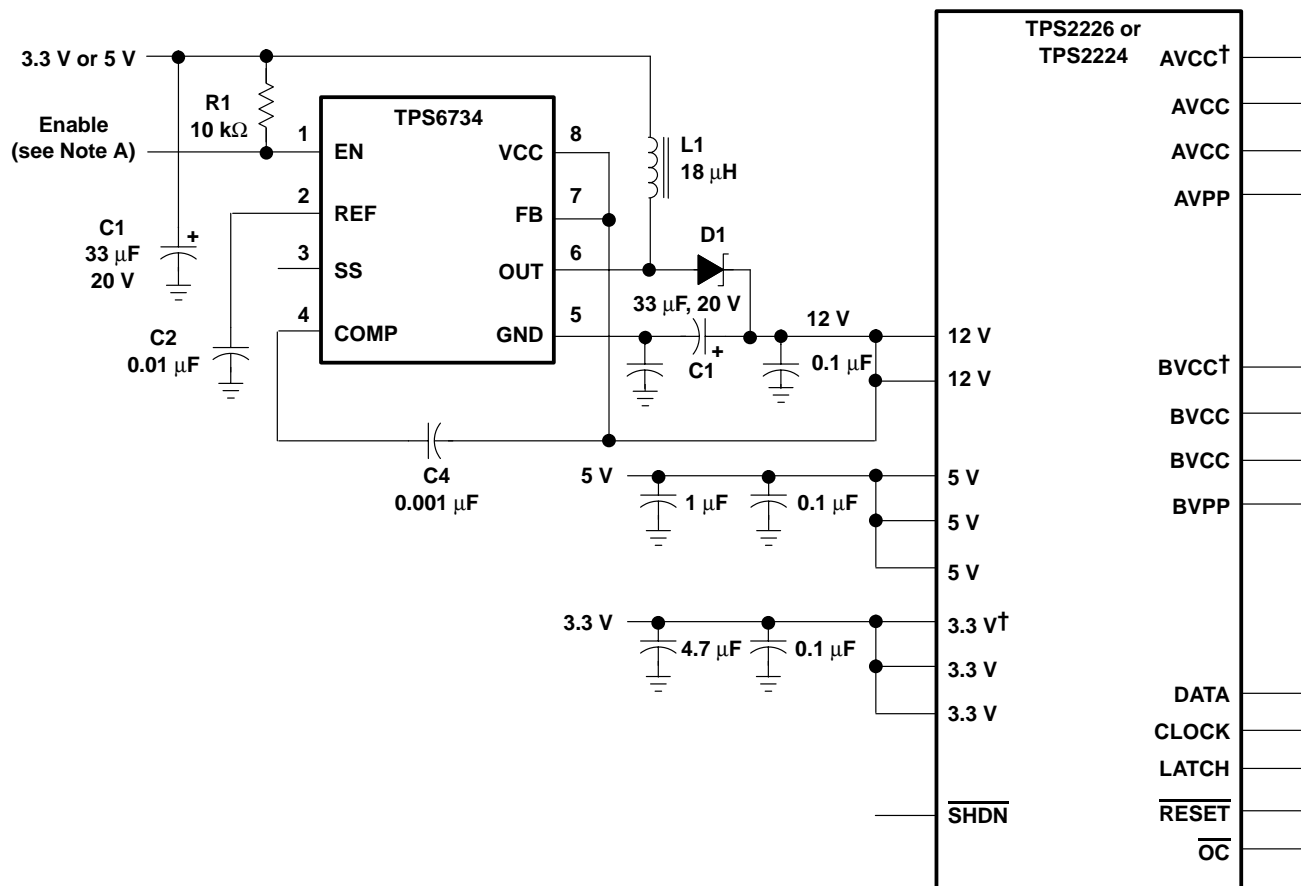 3.3 V or 5 V
R1
10 kΩ
Enable
(see Note A)
C1
33 μF
20 V
C2
0.01 μF
TPS6734
1
EN
2
REF
3
SS
4
COMP
8
VCC
7
FB
6
OUT
5
GND
L1
18 μH
D1
33 μF, 20 V
C1
12 V
0.1 μF
C4
0.001 μF
5 V
1 μF
0.1 μF
3.3 V
4.7 μF
0.1 μF
TPS2226 or
TPS2224
12 V
12 V
5 V
5 V
5 V
3.3 V†
3.3 V
3.3 V
SHDN
AVCC†
AVCC
AVCC
AVPP
BVCC†
BVCC
BVCC
BVPP
DATA
CLOCK
LATCH
RESET
OC